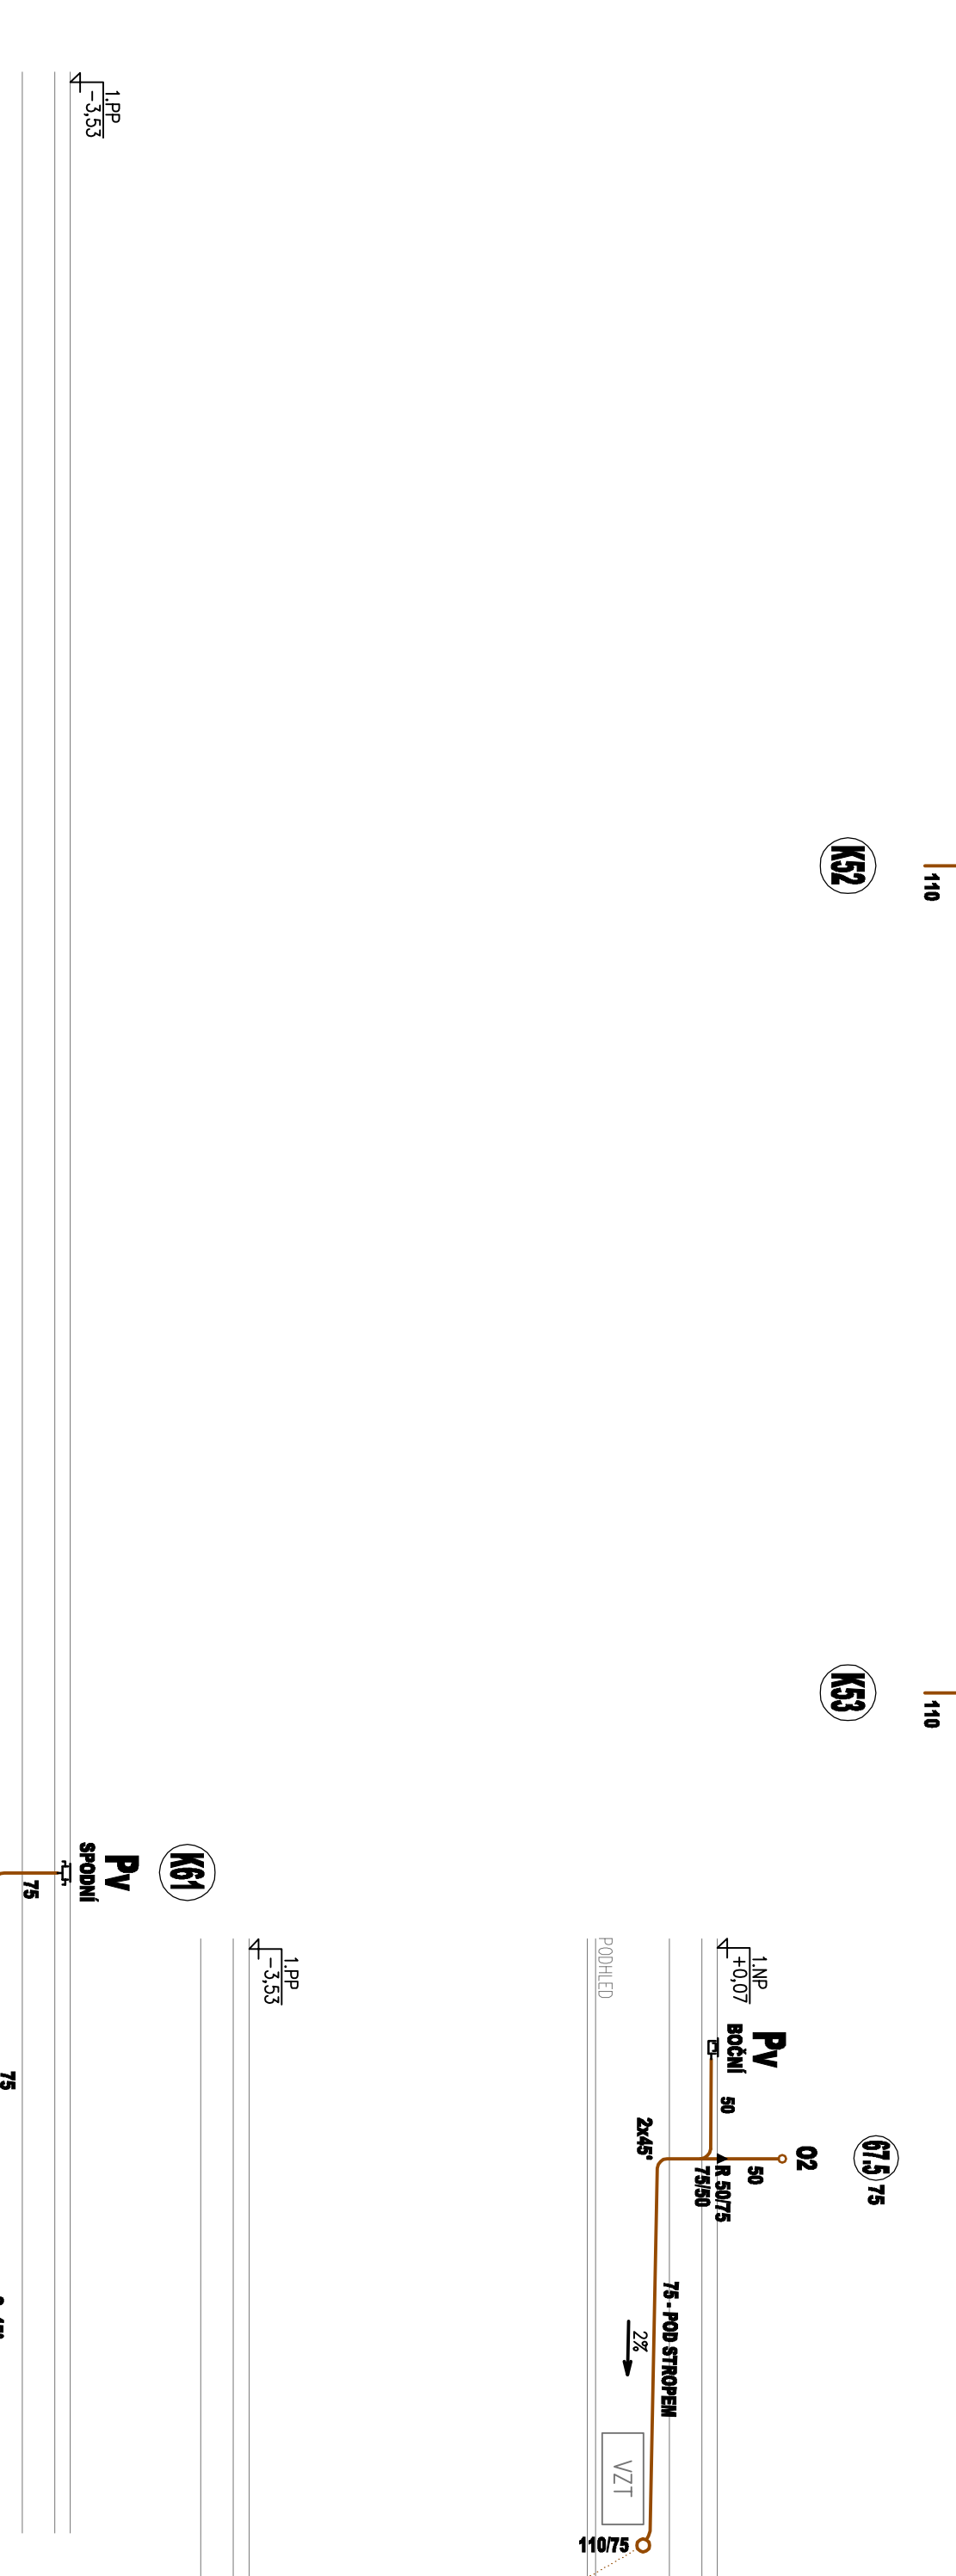 1.PP
-3,53
K52
110
K53
110
K61
Pv
SPODNÍ
75
1.PP
-3,53
PODHLED
1.NP
+0,07
Pv
BOČNÍ
50
O2
67.5
75
50
R 50/75
75/50
2x45°
75
75 - POD STROPEM
2%
VZT
110/75